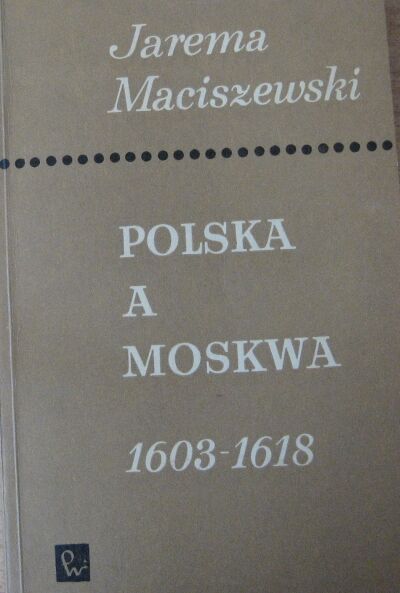 Jarema
Maciszewski
POLSKA
A
MOSKWA
1603-1618